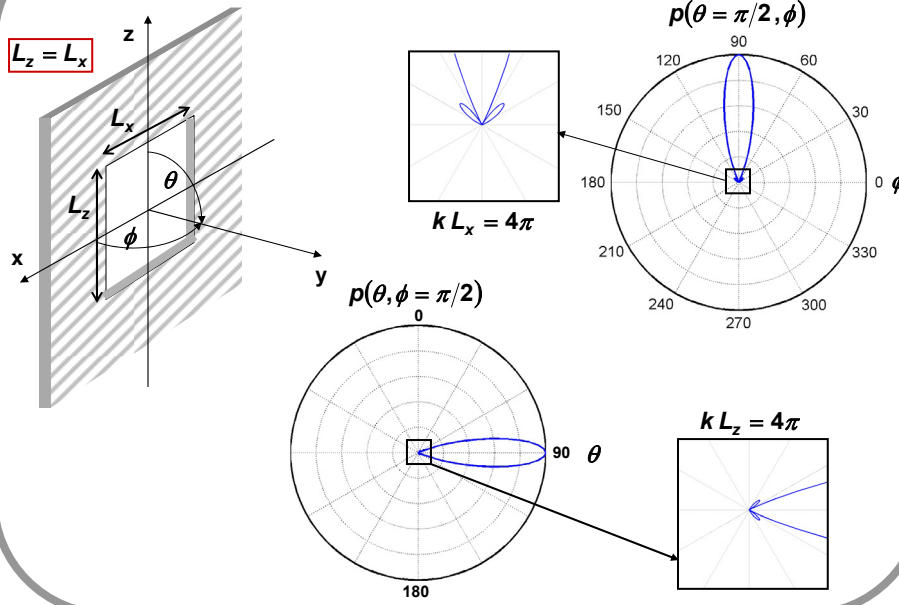 p(θ = π/2, ϕ)
z
L_z = L_x
L_x
θ
L_z
ϕ
x
y
k L_x = 4π
90
120
60
150
30
180
0 ϕ
210
330
240
300
270
p(θ, ϕ = π/2)
0
90 θ
180
k L_z = 4π